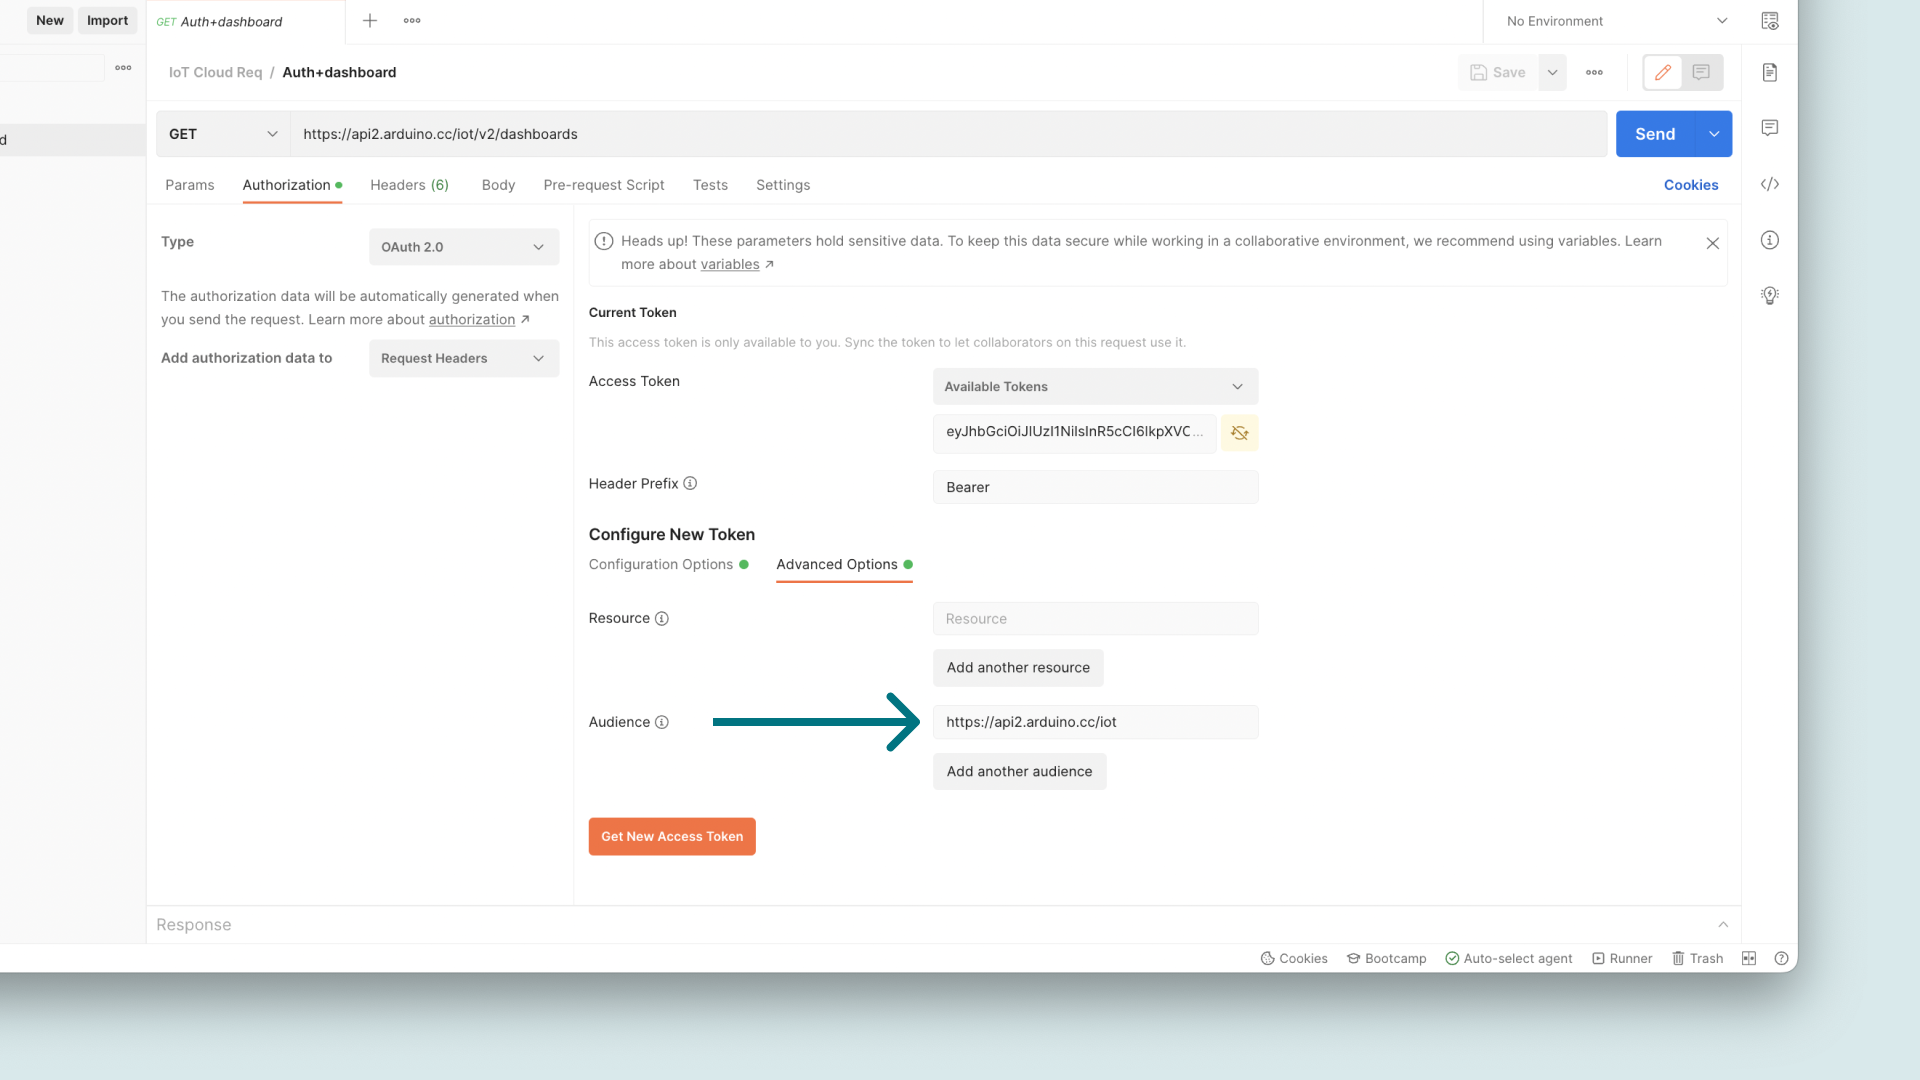 New
Import
GET Auth+dashboard
No Environment
IoT Cloud Req / Auth+dashboard
Save
d
GET
https://api2.arduino.cc/iot/v2/dashboards
Send
Params
Authorization
Headers (6)
Body
Pre-request Script
Tests
Settings
Cookies
Type
OAuth 2.0
The authorization data will be automatically generated when
you send the request. Learn more about authorization ↗
Add authorization data to
Request Headers
Heads up! These parameters hold sensitive data. To keep this data secure while working in a collaborative environment, we recommend using variables. Learn
more about variables ↗
Current Token
This access token is only available to you. Sync the token to let collaborators on this request use it.
Access Token
Available Tokens
eyJhbGciOiJIUzI1NiIsInR5cCI6IkpXVC...
Header Prefix
Bearer
Configure New Token
Configuration Options
Advanced Options
Resource
Resource
Add another resource
Audience
https://api2.arduino.cc/iot
Add another audience
Get New Access Token
Response
Cookies
Bootcamp
Auto-select agent
Runner
Trash